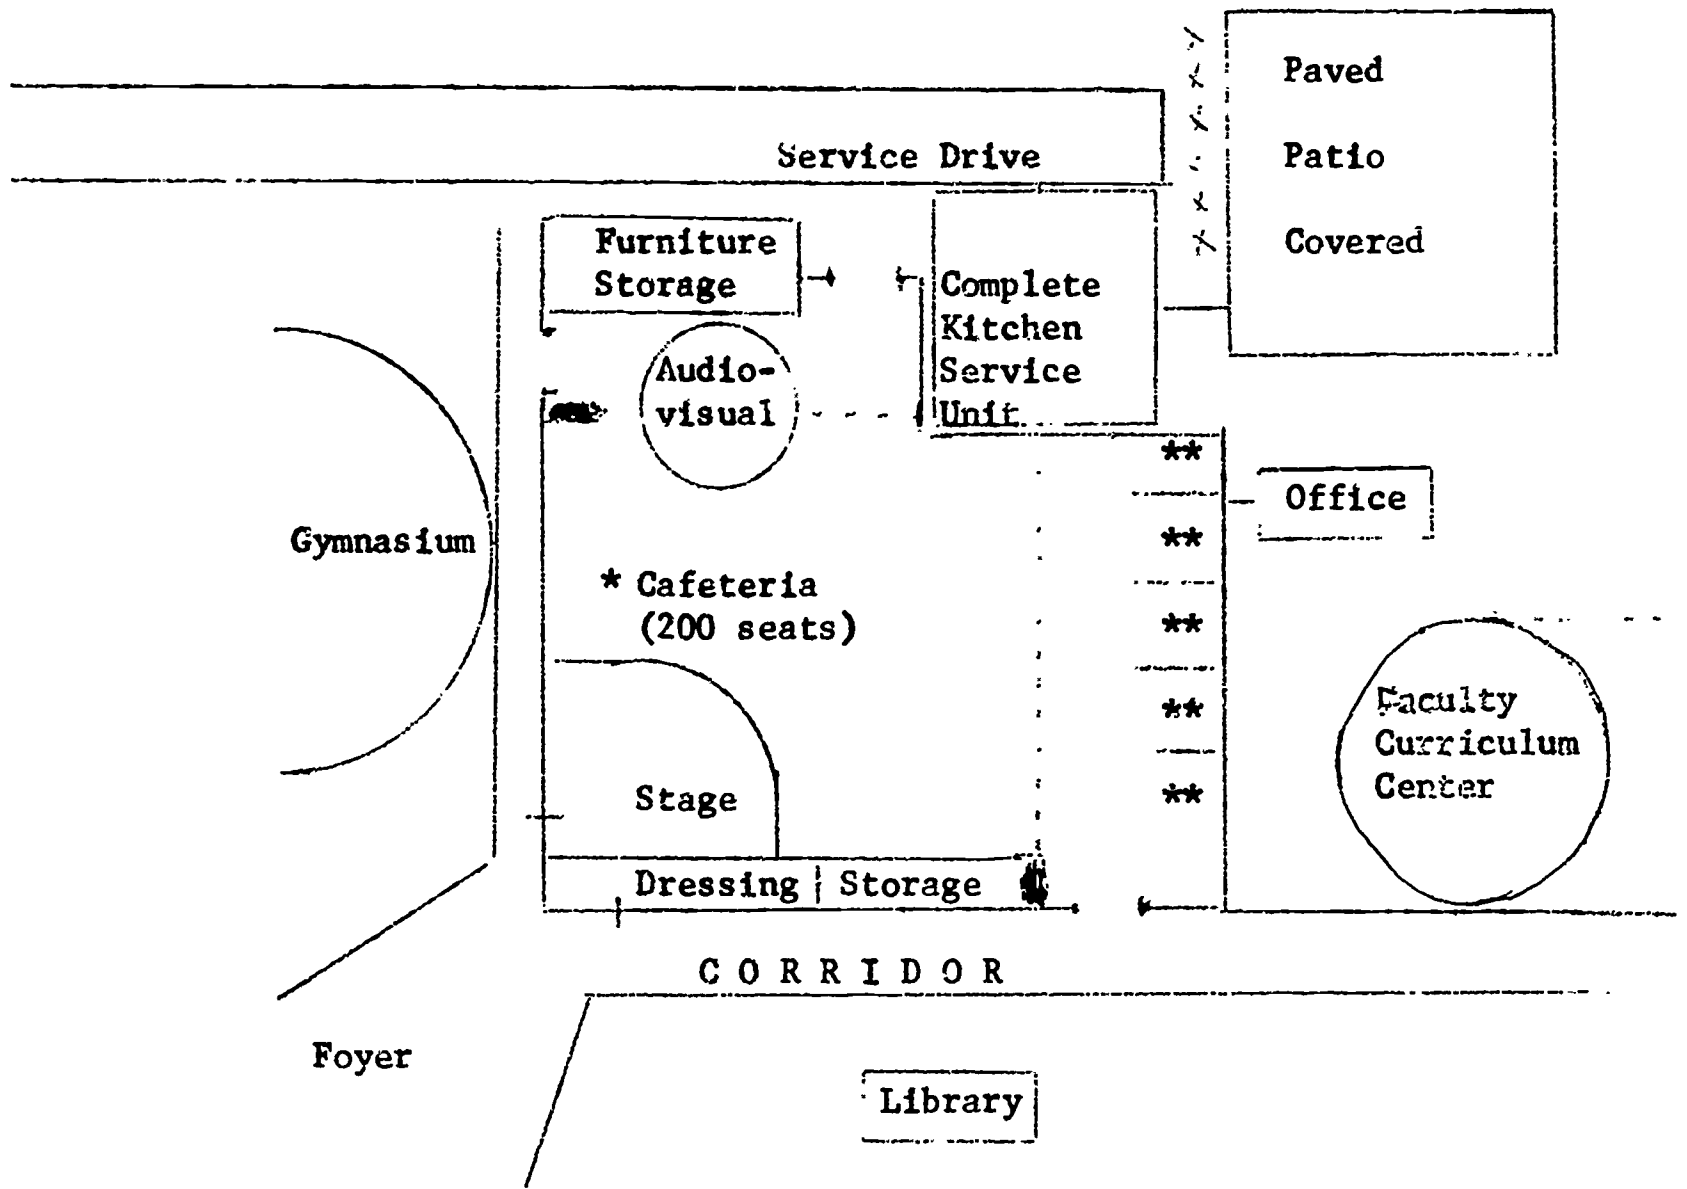 Paved
Service Drive
Patio
Furniture
Storage
Covered
Complete
Kitchen
Service
Unit
Audio-
visual
**
Office
Gymnasium
**
* Cafeteria
(200 seats)
**
Faculty
Curriculum
Center
**
Stage
**
Dressing | Storage
CORRIDOR
Foyer
Library